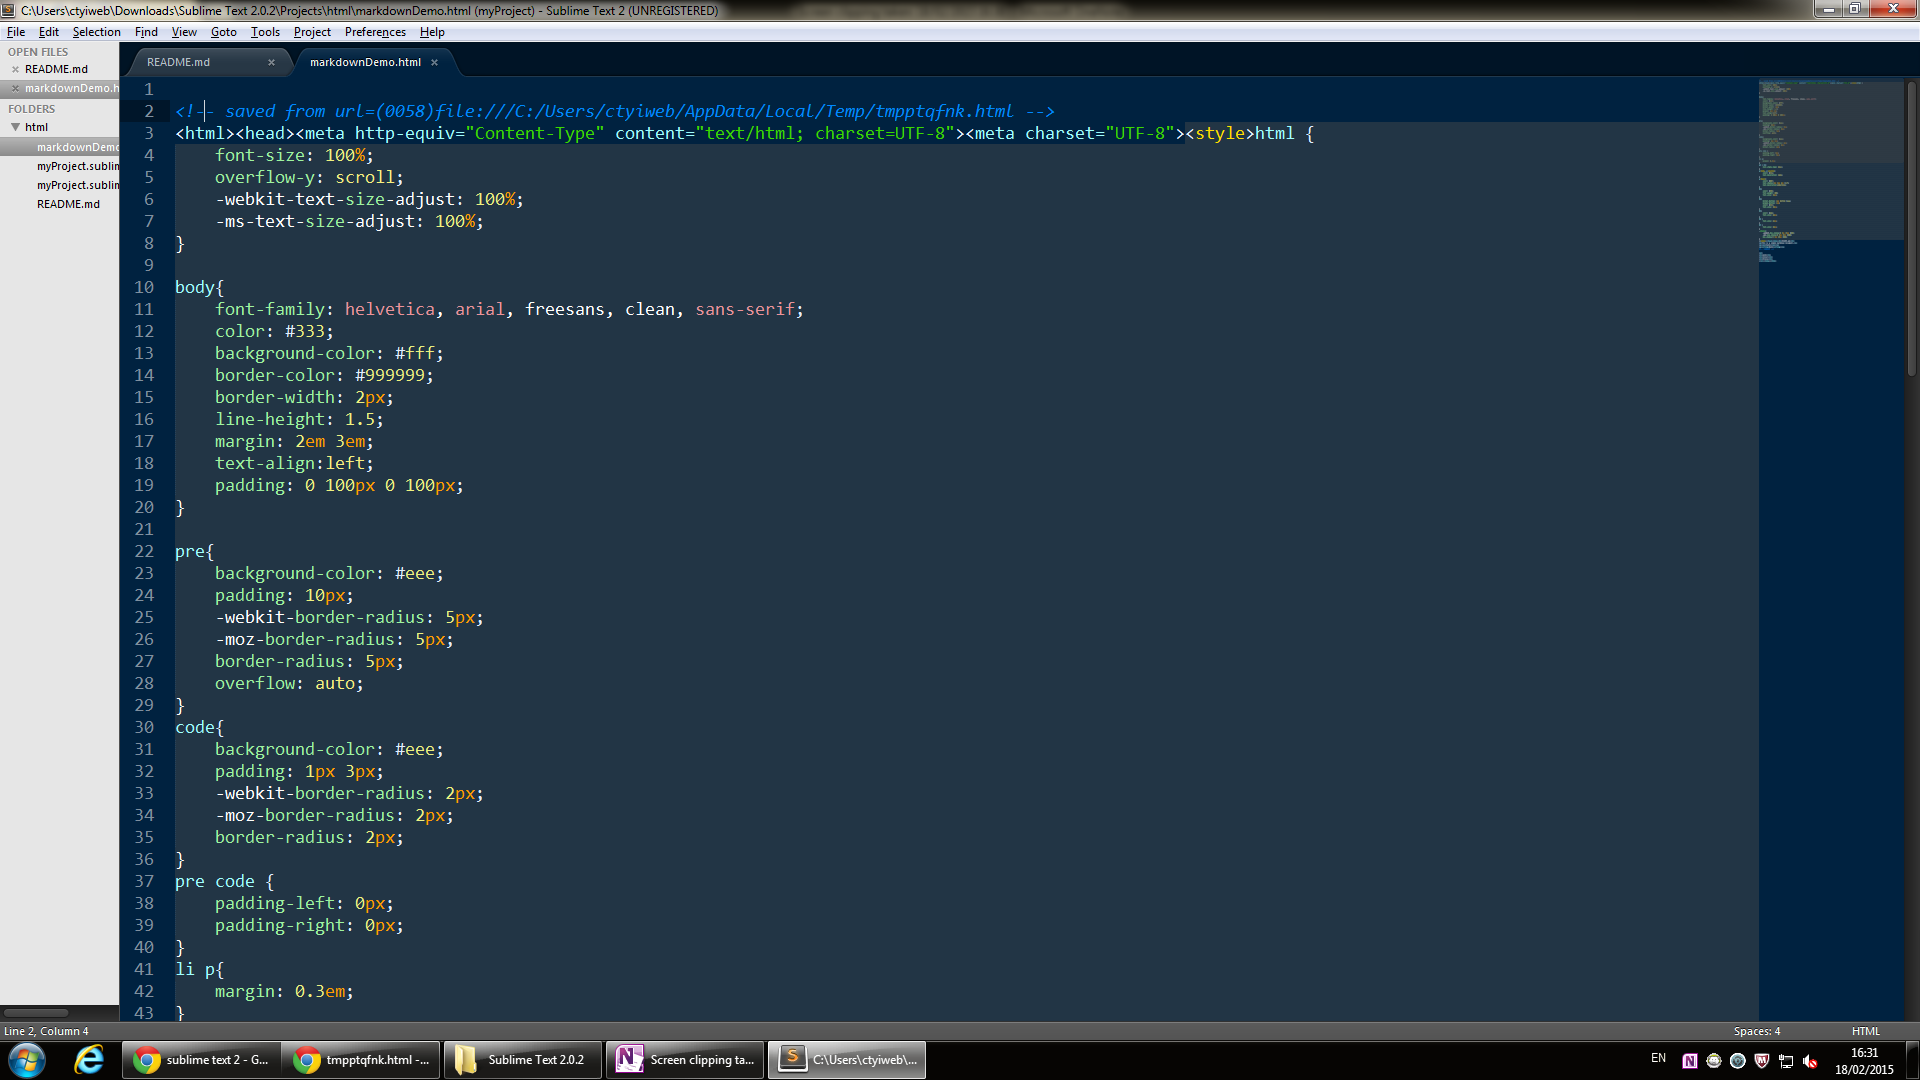 C:\Users\ctyiweb\Downloads\Sublime Text 2.0.2\Projects\html\markdownDemo.html (myProject) - Sublime Text 2 (UNREGISTERED)
File Edit Selection Find View Goto Tools Project Preferences Help
OPEN FILES
README.md
markdownDemo.h
FOLDERS
html
markdownDemo
myProject.sublim
myProject.sublim
README.md
README.md markdownDemo.html
1
2 <!-- saved from url=(0058)file:///C:/Users/ctyiweb/AppData/Local/Temp/tmpptqfnk.html -->
3 <html><head><meta http-equiv="Content-Type" content="text/html; charset=UTF-8"><meta charset="UTF-8"><style>html {
4 font-size: 100%;
5 overflow-y: scroll;
6 -webkit-text-size-adjust: 100%;
7 -ms-text-size-adjust: 100%;
8 }
9
10 body{
11 font-family: helvetica, arial, freesans, clean, sans-serif;
12 color: #333;
13 background-color: #fff;
14 border-color: #999999;
15 border-width: 2px;
16 line-height: 1.5;
17 margin: 2em 3em;
18 text-align:left;
19 padding: 0 100px 0 100px;
20 }
21
22 pre{
23 background-color: #eee;
24 padding: 10px;
25 -webkit-border-radius: 5px;
26 -moz-border-radius: 5px;
27 border-radius: 5px;
28 overflow: auto;
29 }
30 code{
31 background-color: #eee;
32 padding: 1px 3px;
33 -webkit-border-radius: 2px;
34 -moz-border-radius: 2px;
35 border-radius: 2px;
36 }
37 pre code {
38 padding-left: 0px;
39 padding-right: 0px;
40 }
41 li p{
42 margin: 0.3em;
43 }
Line 2, Column 4 Spaces: 4 HTML
sublime text 2 - G... tmpptqfnk.html -... Sublime Text 2.0.2 Screen clipping ta... C:\Users\ctyiweb\... EN 16:31
18/02/2015